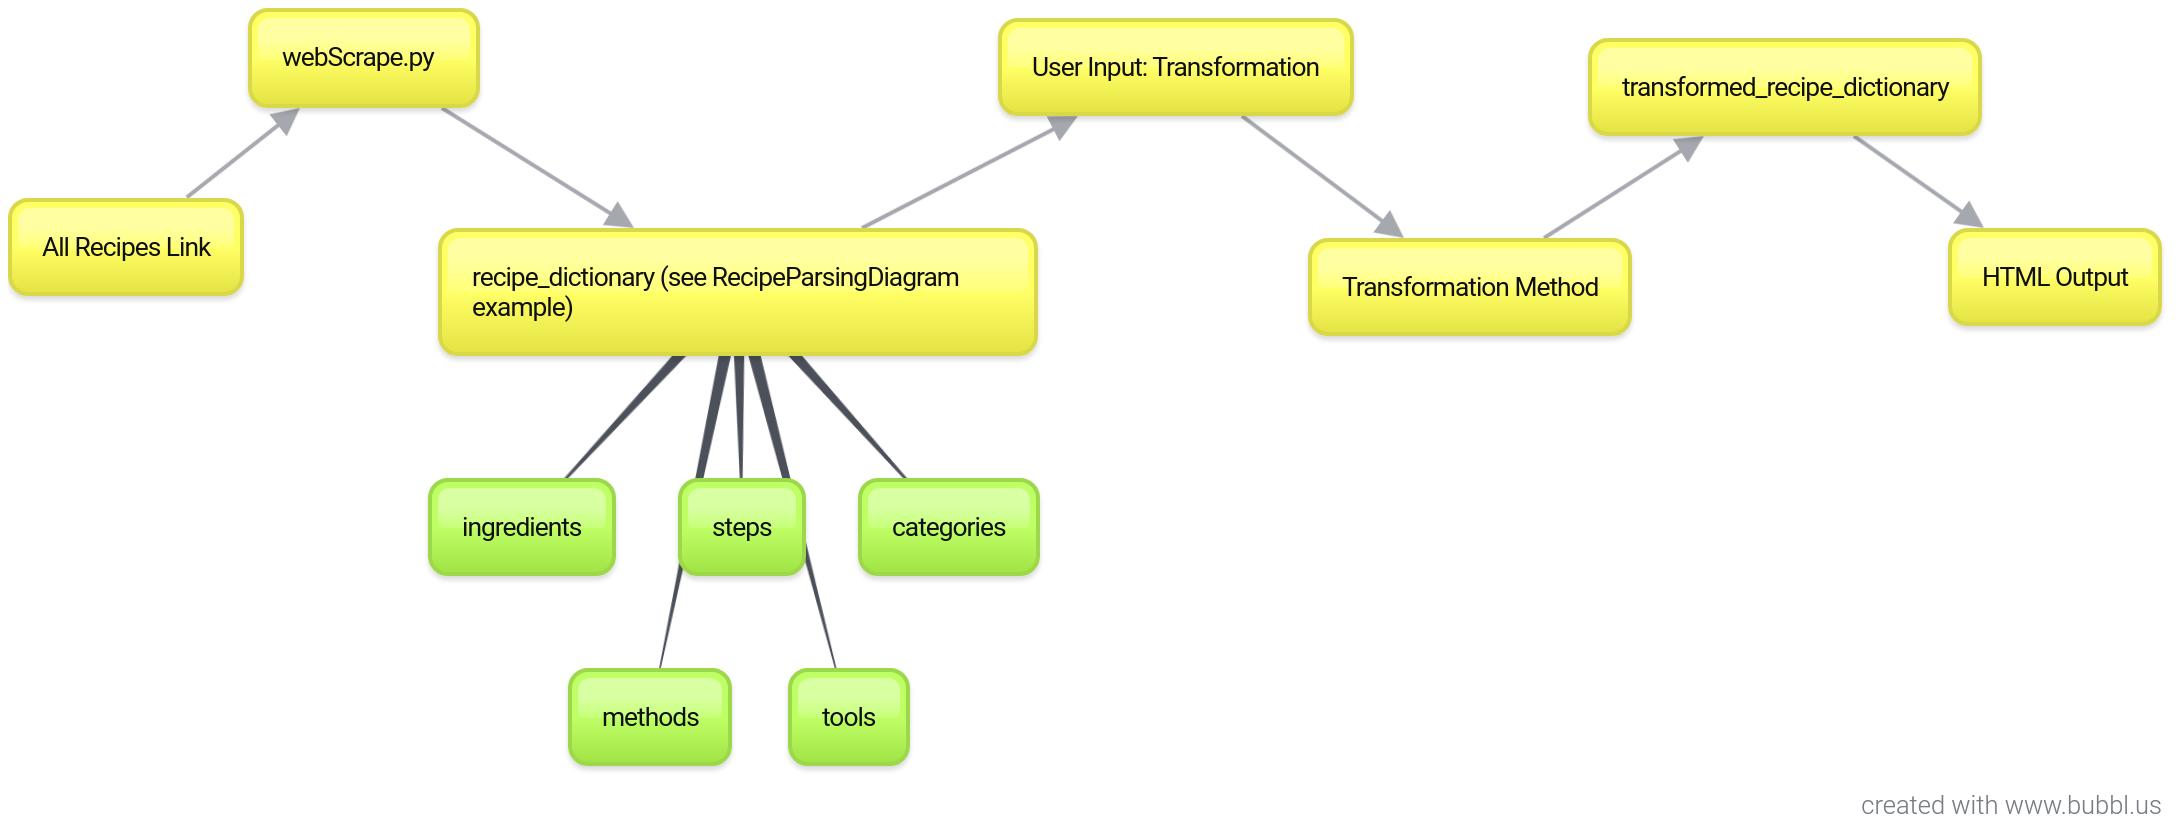 webScrape.py
User Input: Transformation
transformed_recipe_dictionary
All Recipes Link
recipe_dictionary (see RecipeParsingDiagram
example)
Transformation Method
HTML Output
ingredients
steps
categories
methods
tools
created with www.bubbl.us